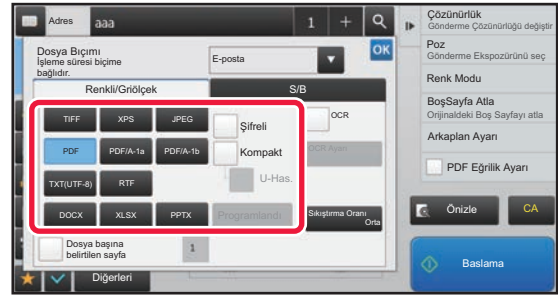 Adres
aaa
1
Dosya Bıçımı
İşleme süresi biçime
bağlıdır.
E-posta
OK
Renkli/Griölçek
S/B
TIFF
XPS
JPEG
Şifreli
OCR
PDF
PDF/A-1a
PDF/A-1b
Kompakt
OCR Ayarı
TXT(UTF-8)
RTF
U-Has.
DOCX
XLSX
PPTX
Programlandı
Sıkıştırma Oranı
Orta
Dosya başına
belirtilen sayfa
1
Diğerleri
Çözünürlük
Gönderme Çözünürlüğü değiştir
Poz
Gönderme Ekspozürünü seç
Renk Modu
BoşSayfa Atla
Orijinaldeki Boş Sayfayı atla
Arkaplan Ayarı
PDF Eğrilik Ayarı
Önizle
CA
Baslama